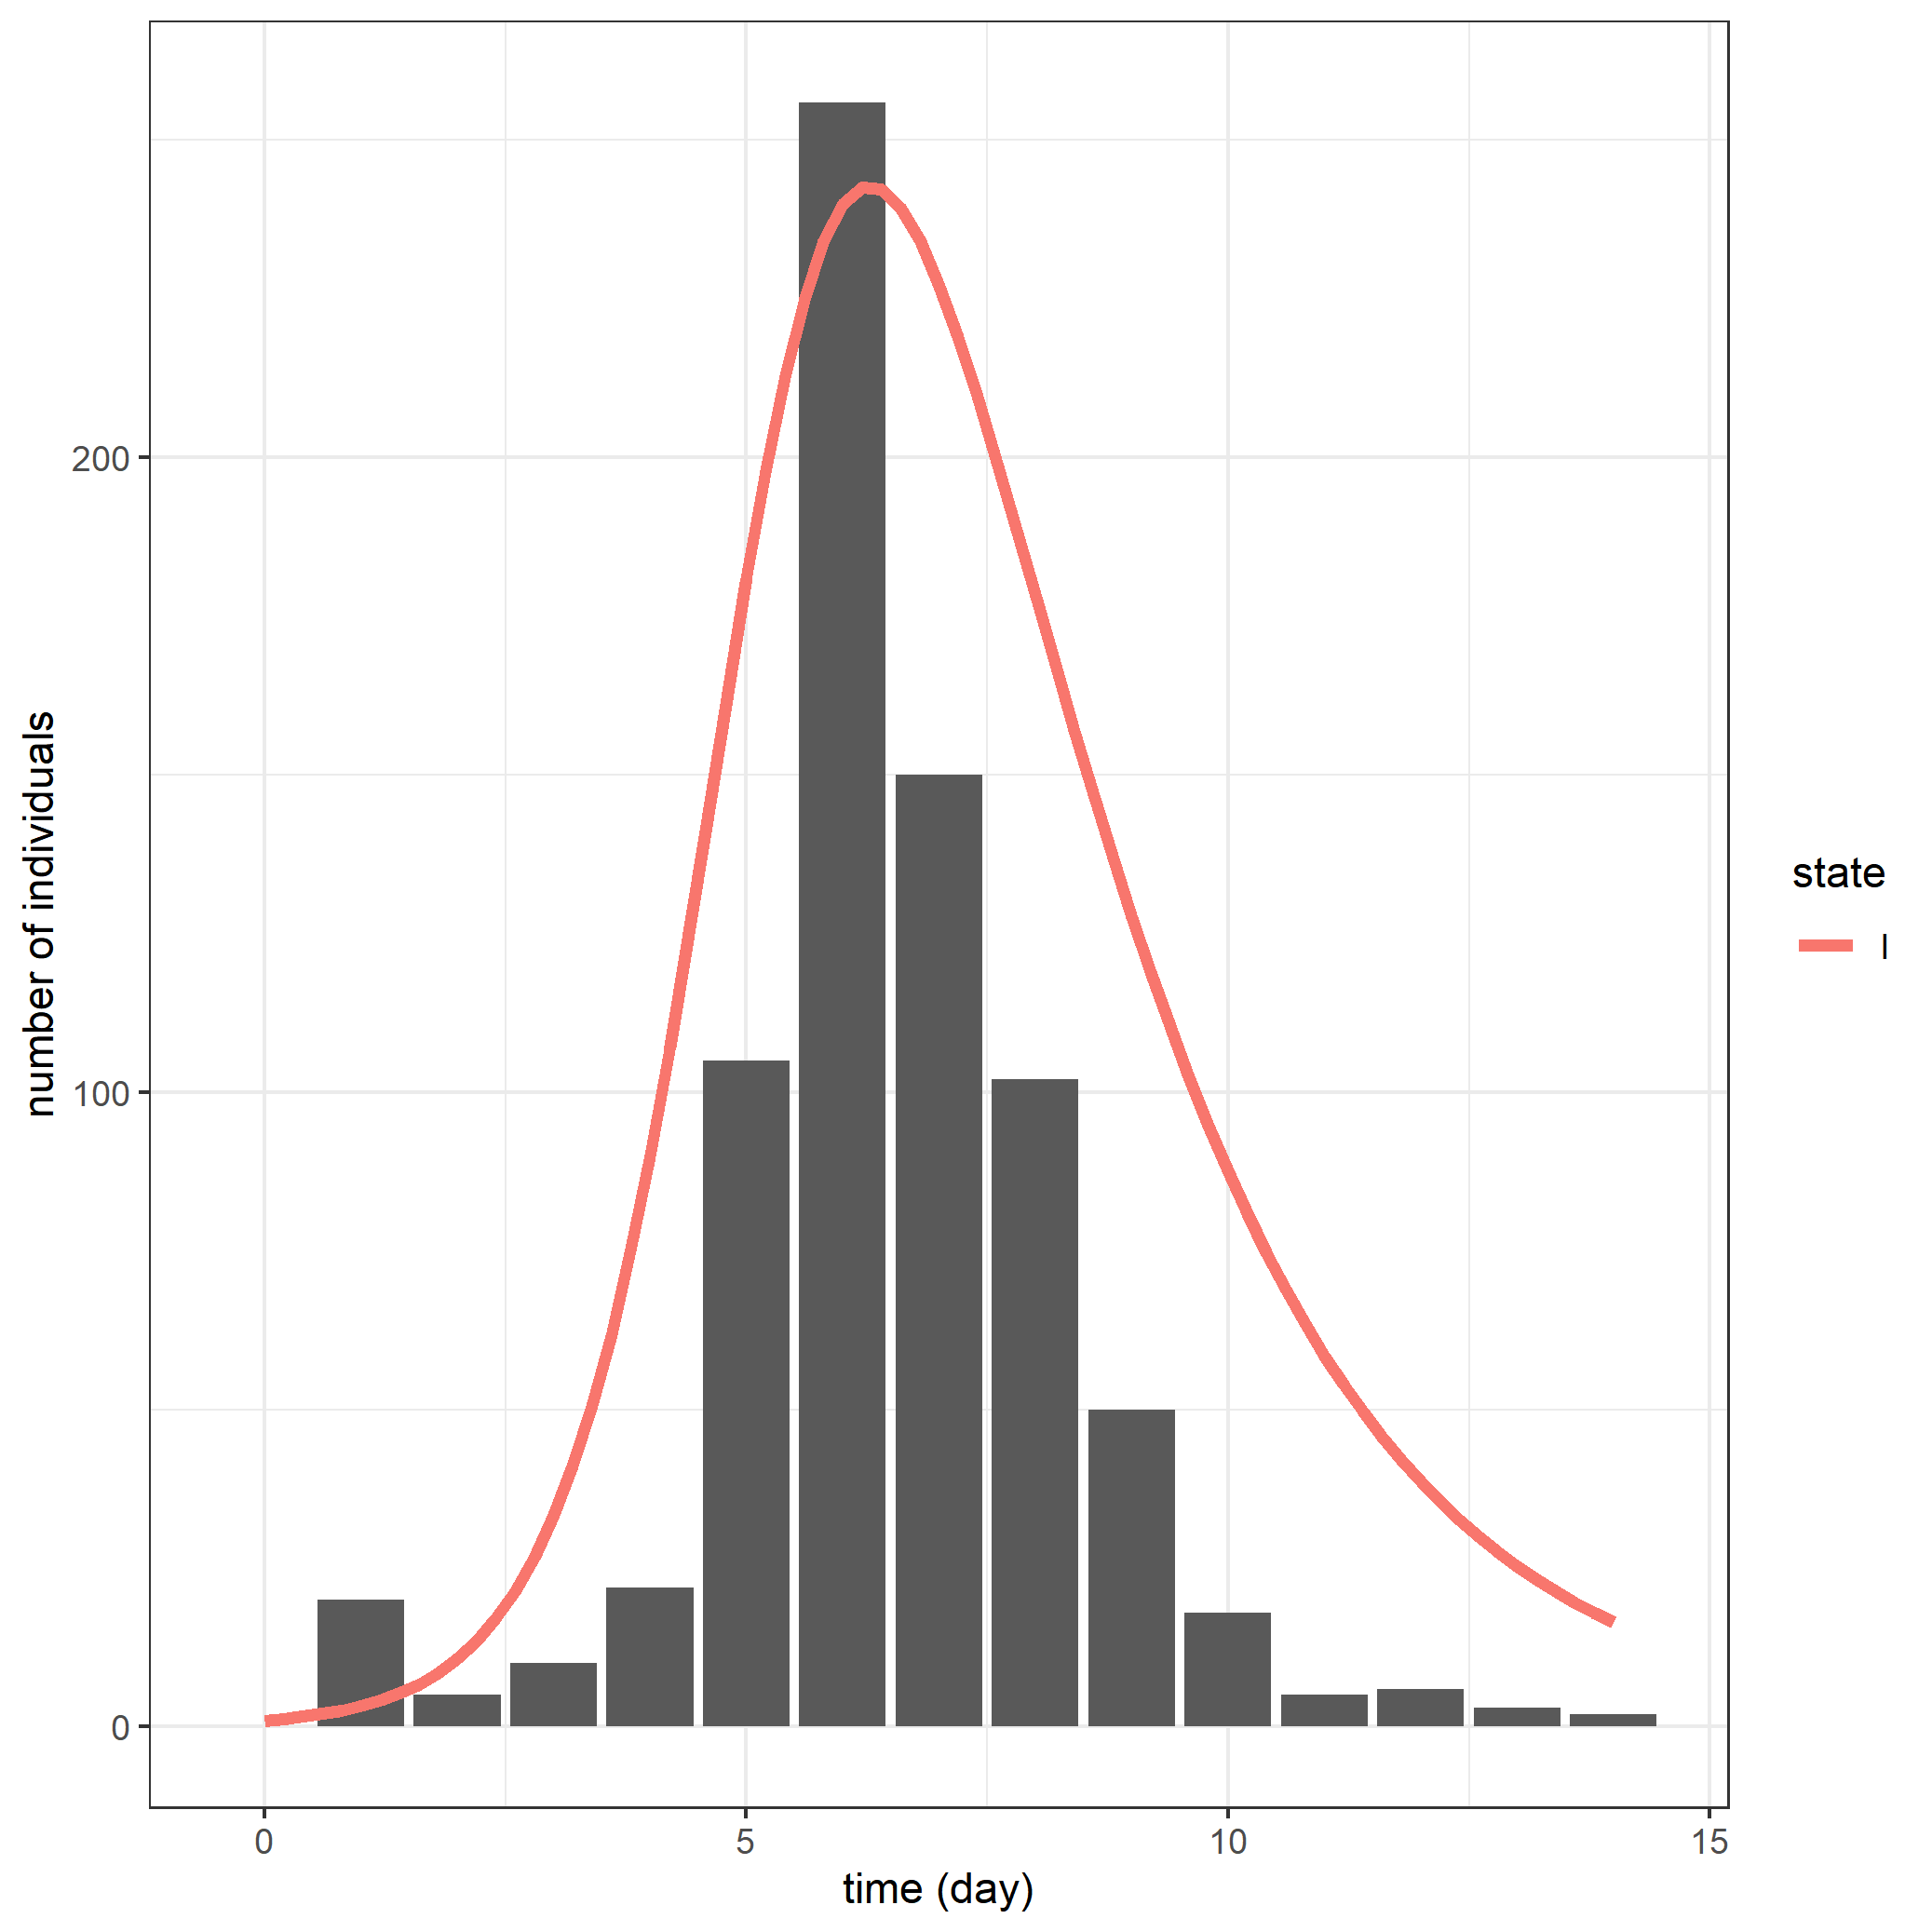 number of individuals
200
100
0
0 5 10 15
time (day)
state
I